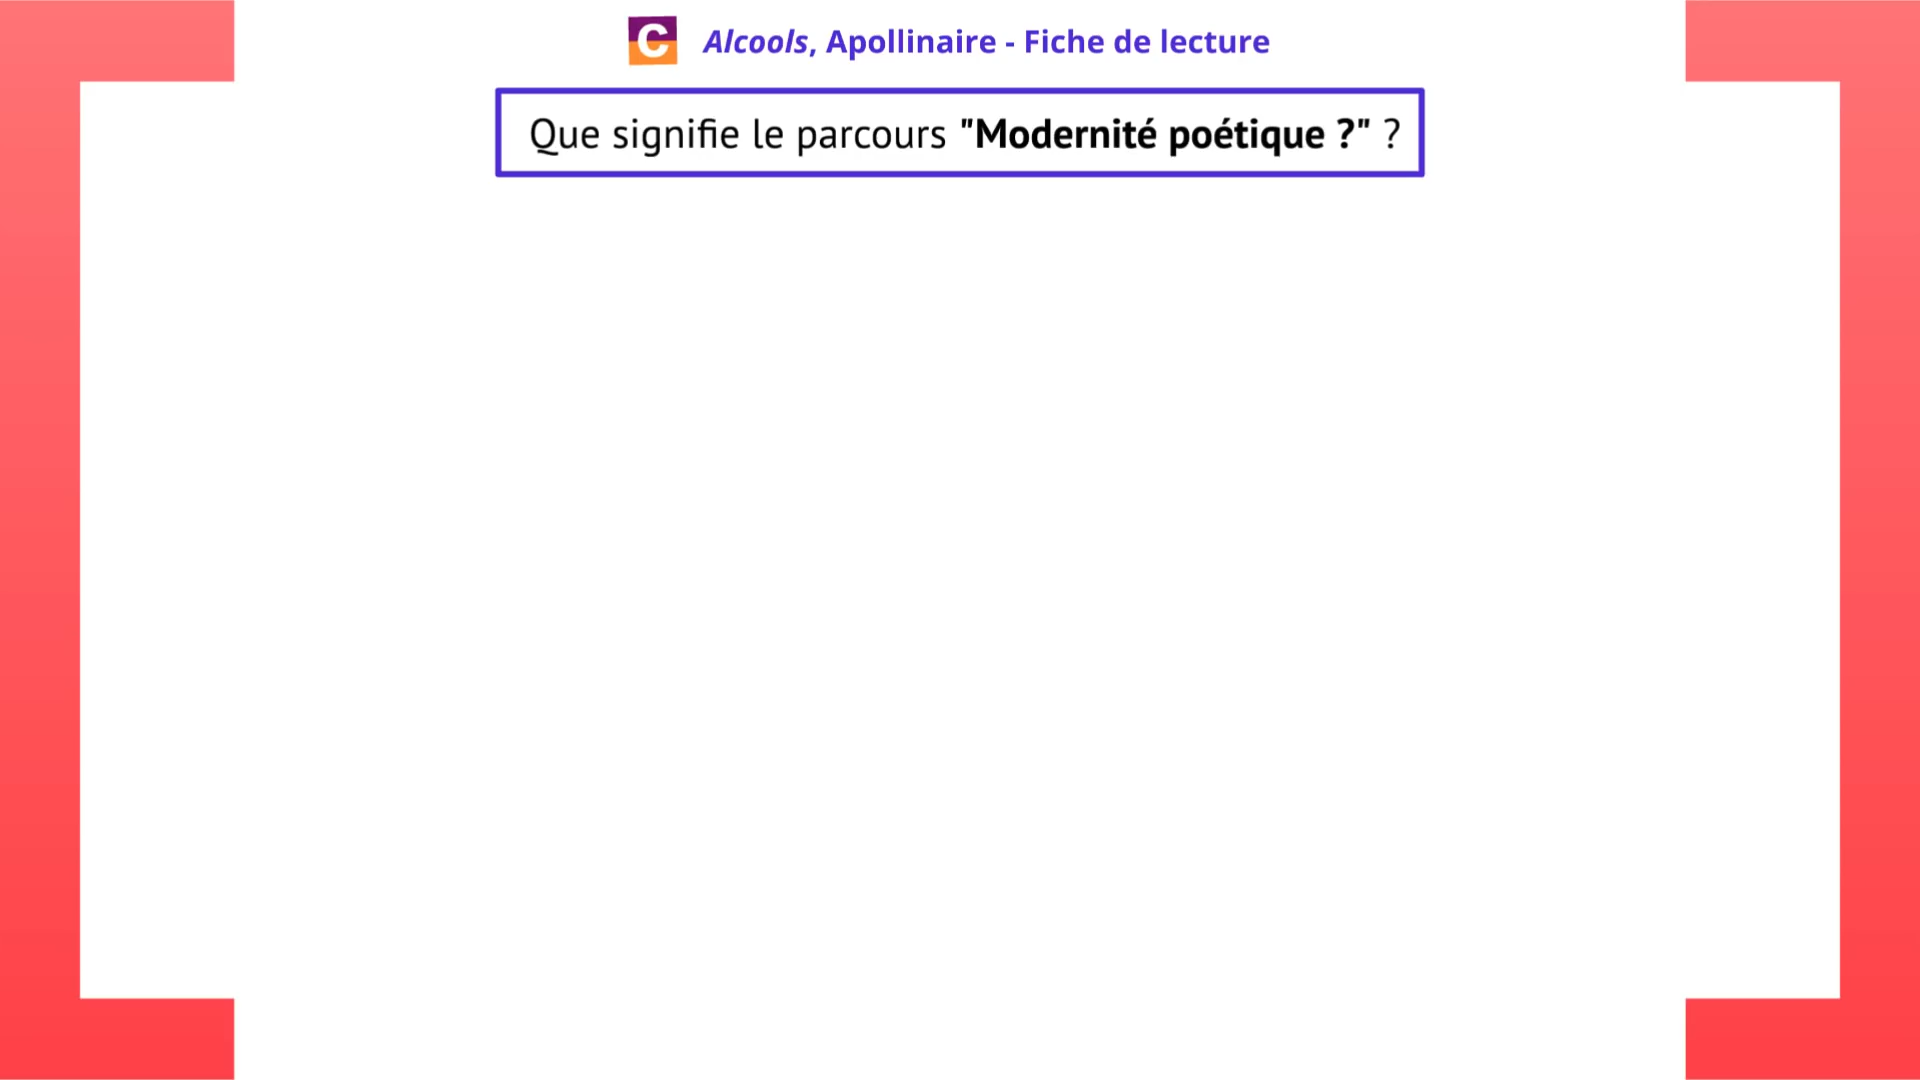 C Alcools, Apollinaire - Fiche de lecture
Que signifie le parcours "Modernité poétique ?" ?